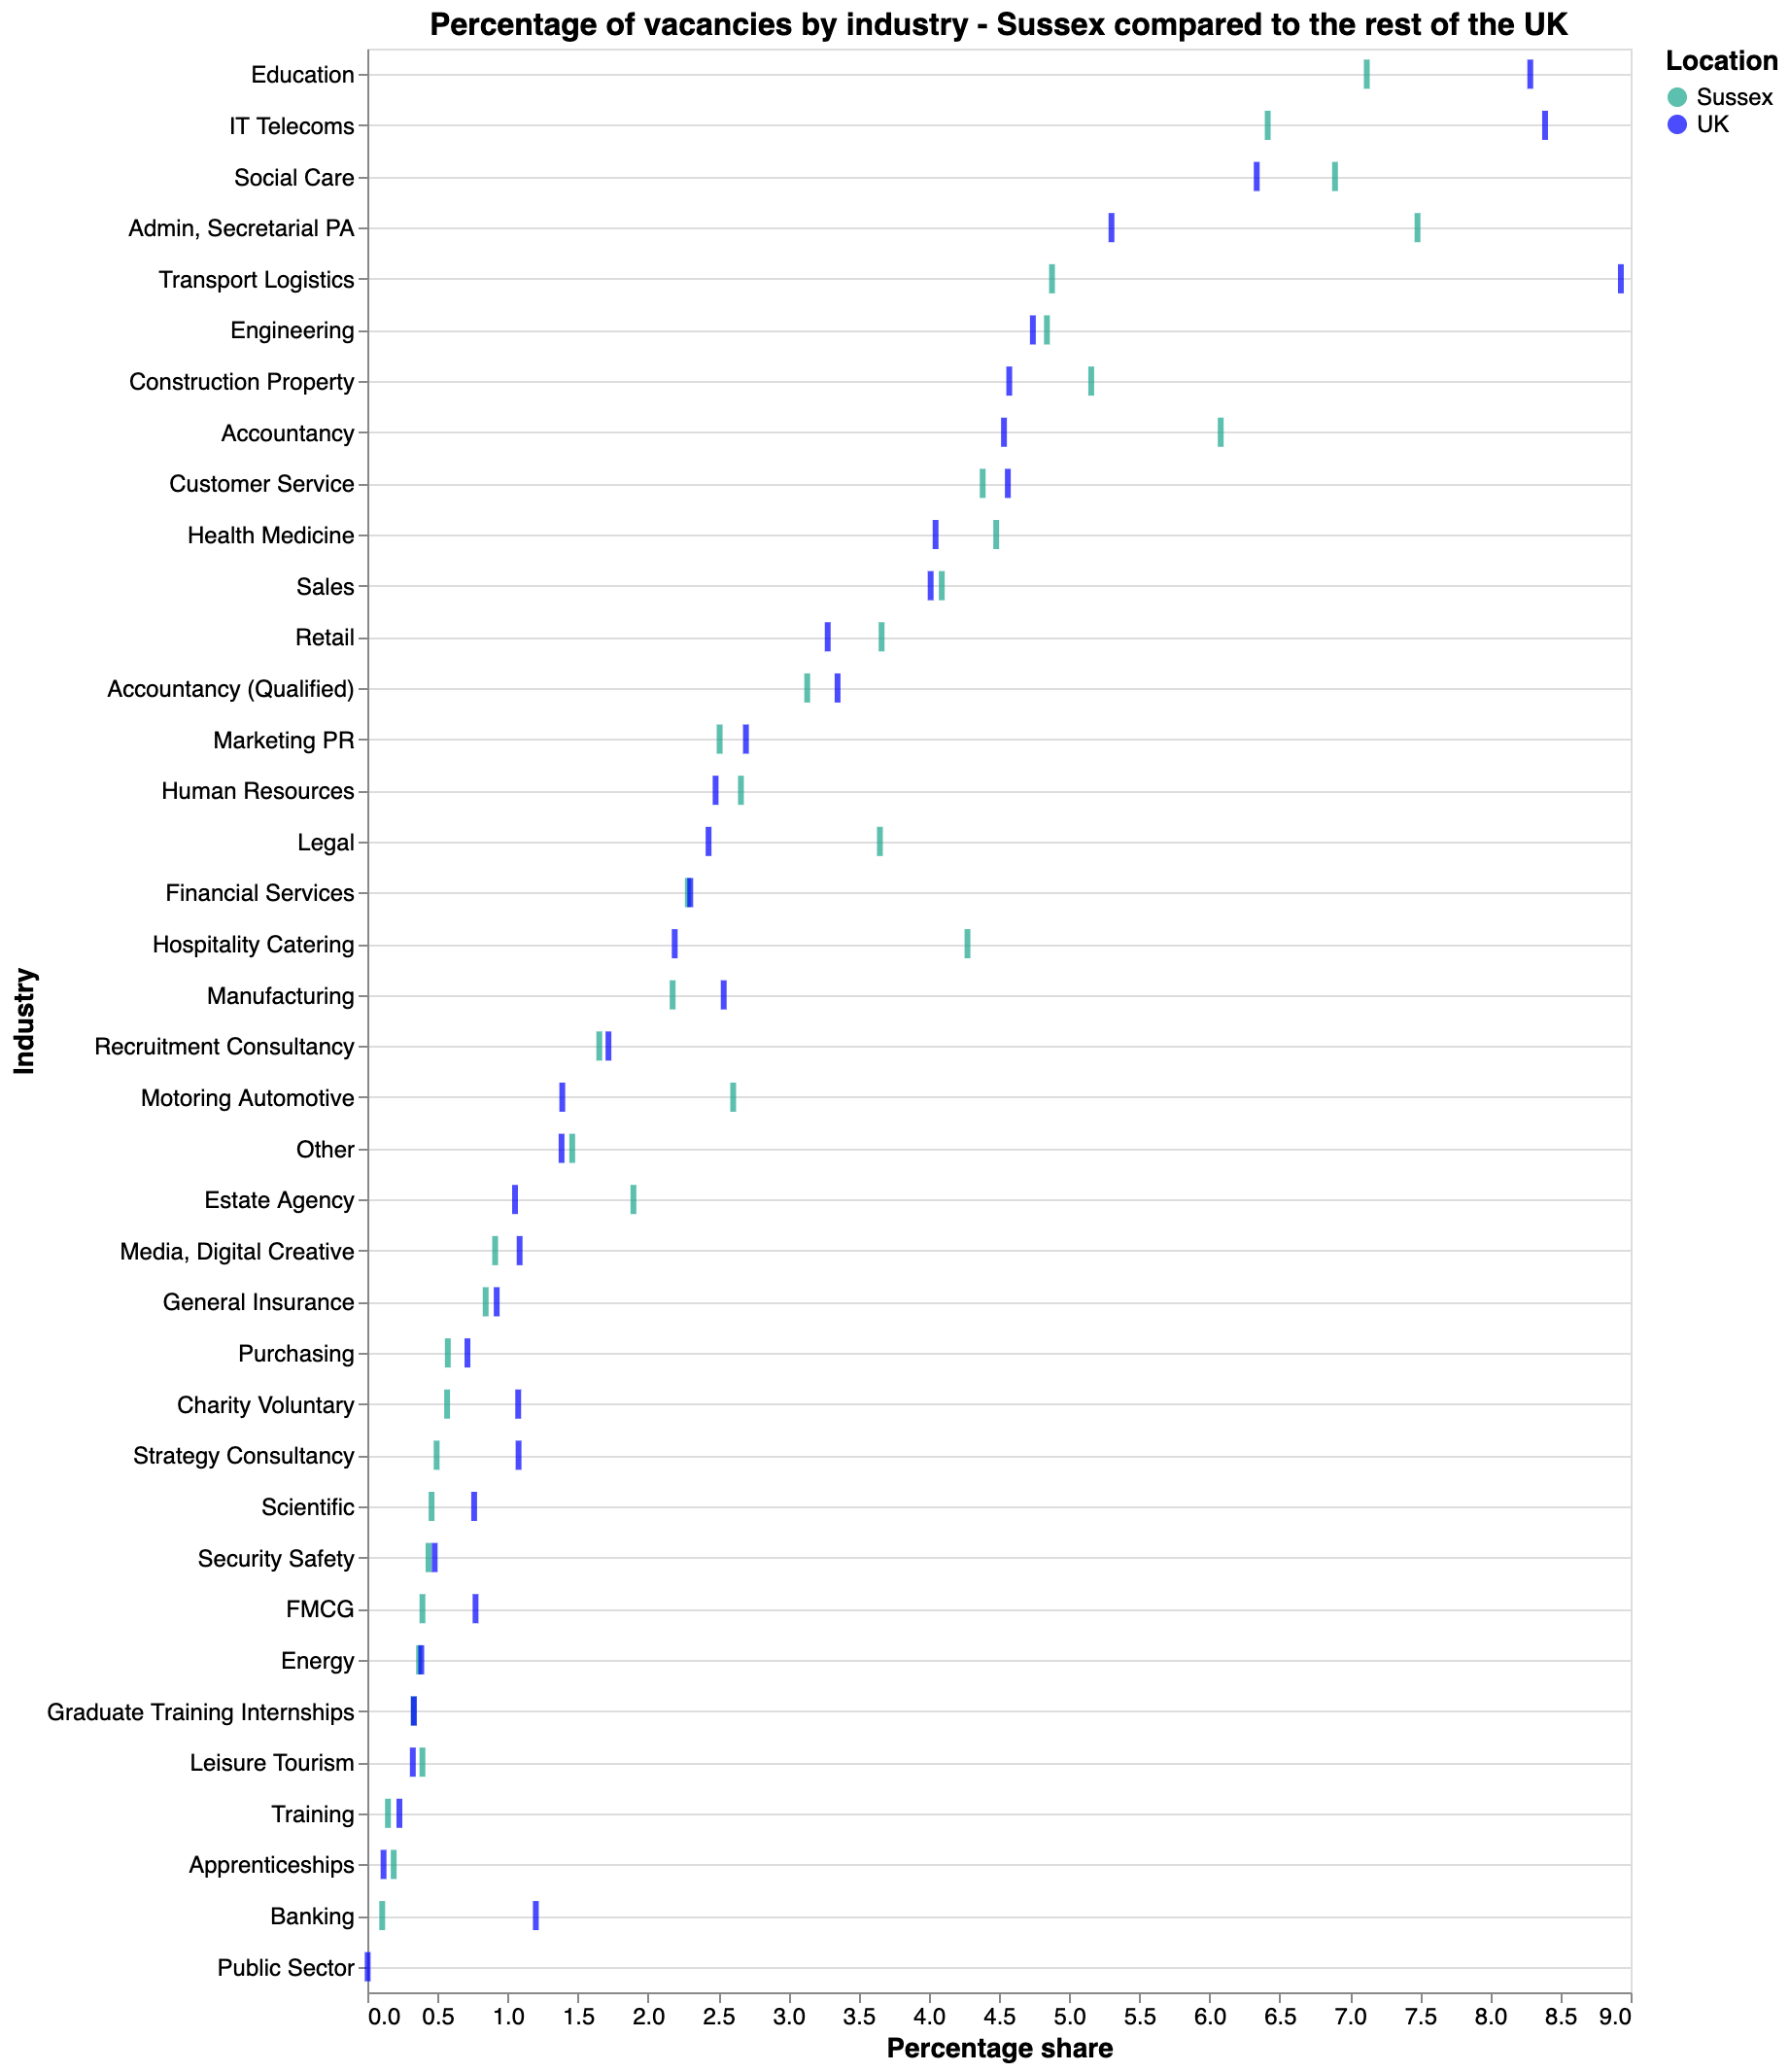 Percentage of vacancies by industry - Sussex compared to the rest of the UK
Location
Sussex
UK
Industry
Education
IT Telecoms
Social Care
Admin, Secretarial PA
Transport Logistics
Engineering
Construction Property
Accountancy
Customer Service
Health Medicine
Sales
Retail
Accountancy (Qualified)
Marketing PR
Human Resources
Legal
Financial Services
Hospitality Catering
Manufacturing
Recruitment Consultancy
Motoring Automotive
Other
Estate Agency
Media, Digital Creative
General Insurance
Purchasing
Charity Voluntary
Strategy Consultancy
Scientific
Security Safety
FMCG
Energy
Graduate Training Internships
Leisure Tourism
Training
Apprenticeships
Banking
Public Sector
0.0 0.5 1.0 1.5 2.0 2.5 3.0 3.5 4.0 4.5 5.0 5.5 6.0 6.5 7.0 7.5 8.0 8.5 9.0
Percentage share